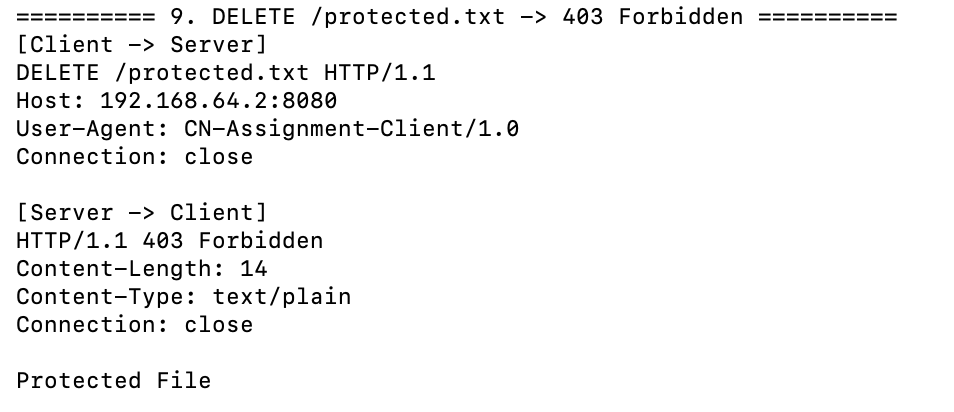 ========== 9. DELETE /protected.txt -> 403 Forbidden ==========
[Client -> Server]
DELETE /protected.txt HTTP/1.1
Host: 192.168.64.2:8080
User-Agent: CN-Assignment-Client/1.0
Connection: close

[Server -> Client]
HTTP/1.1 403 Forbidden
Content-Length: 14
Content-Type: text/plain
Connection: close

Protected File